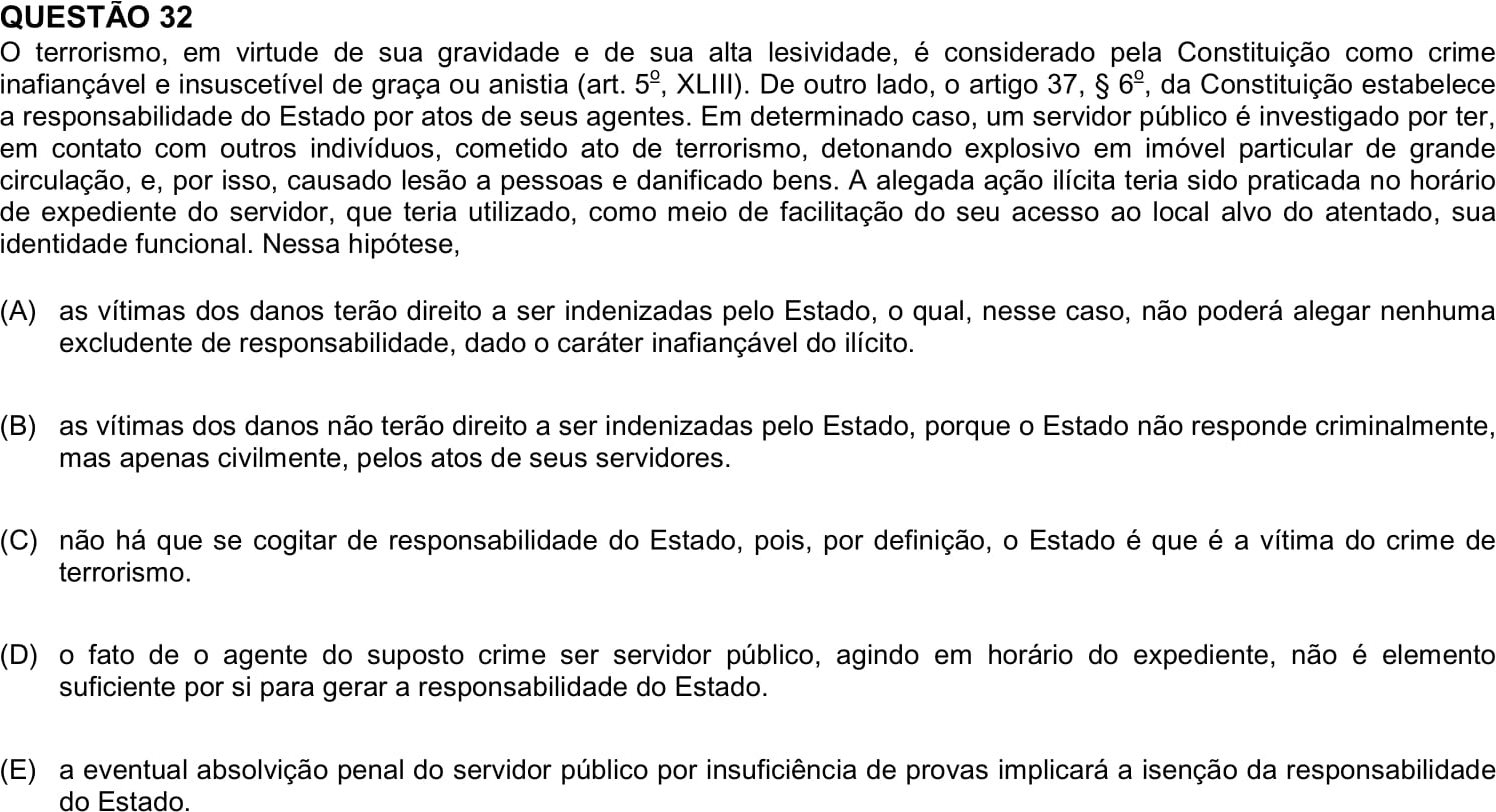 QUESTÃO 32
O terrorismo, em virtude de sua gravidade e de sua alta lesividade, é considerado pela Constituição como crime
inafiançável e insuscetível de graça ou anistia (art. 5º, XLIII). De outro lado, o artigo 37, § 6º, da Constituição estabelece
a responsabilidade do Estado por atos de seus agentes. Em determinado caso, um servidor público é investigado por ter,
em contato com outros indivíduos, cometido ato de terrorismo, detonando explosivo em imóvel particular de grande
circulação, e, por isso, causado lesão a pessoas e danificado bens. A alegada ação ilícita teria sido praticada no horário
de expediente do servidor, que teria utilizado, como meio de facilitação do seu acesso ao local alvo do atentado, sua
identidade funcional. Nessa hipótese,
(A) as vítimas dos danos terão direito a ser indenizadas pelo Estado, o qual, nesse caso, não poderá alegar nenhuma
excludente de responsabilidade, dado o caráter inafiançável do ilícito.
(B) as vítimas dos danos não terão direito a ser indenizadas pelo Estado, porque o Estado não responde criminalmente,
mas apenas civilmente, pelos atos de seus servidores.
(C) não há que se cogitar de responsabilidade do Estado, pois, por definição, o Estado é que é a vítima do crime de
terrorismo.
(D) o fato de o agente do suposto crime ser servidor público, agindo em horário do expediente, não é elemento
suficiente por si para gerar a responsabilidade do Estado.
(E) a eventual absolvição penal do servidor público por insuficiência de provas implicará a isenção da responsabilidade
do Estado.